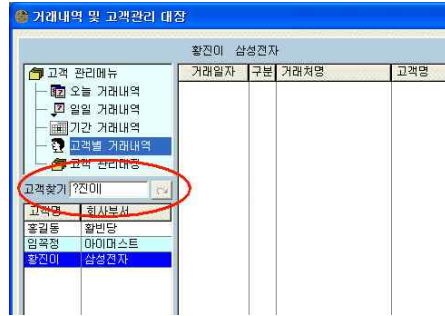 거래내역 및 고객관리 대장
황진이 삼성전자
고객 관리메뉴
오늘 거래내역
일일 거래내역
기간 거래내역
고객별 거래내역
고객 관리대장
거래일자 구분 거래처명 고객명
고객찾기 ?진이
고객명 회사부서
홍길동 활빈당
임꺽정 아이머스트
황진이 삼성전자